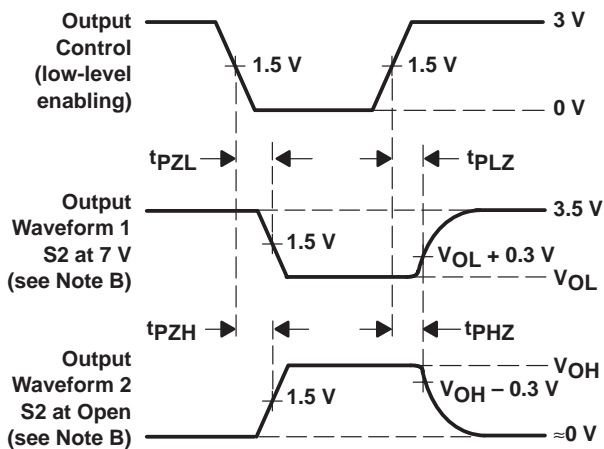 Output
Control
(low-level
enabling)
1.5 V
1.5 V
3 V
0 V
tPZL
tPLZ
Output
Waveform 1
S2 at 7 V
(see Note B)
1.5 V
3.5 V
VOL + 0.3 V
VOL
tPZH
tPHZ
Output
Waveform 2
S2 at Open
(see Note B)
1.5 V
VOH
VOH – 0.3 V
≈0 V